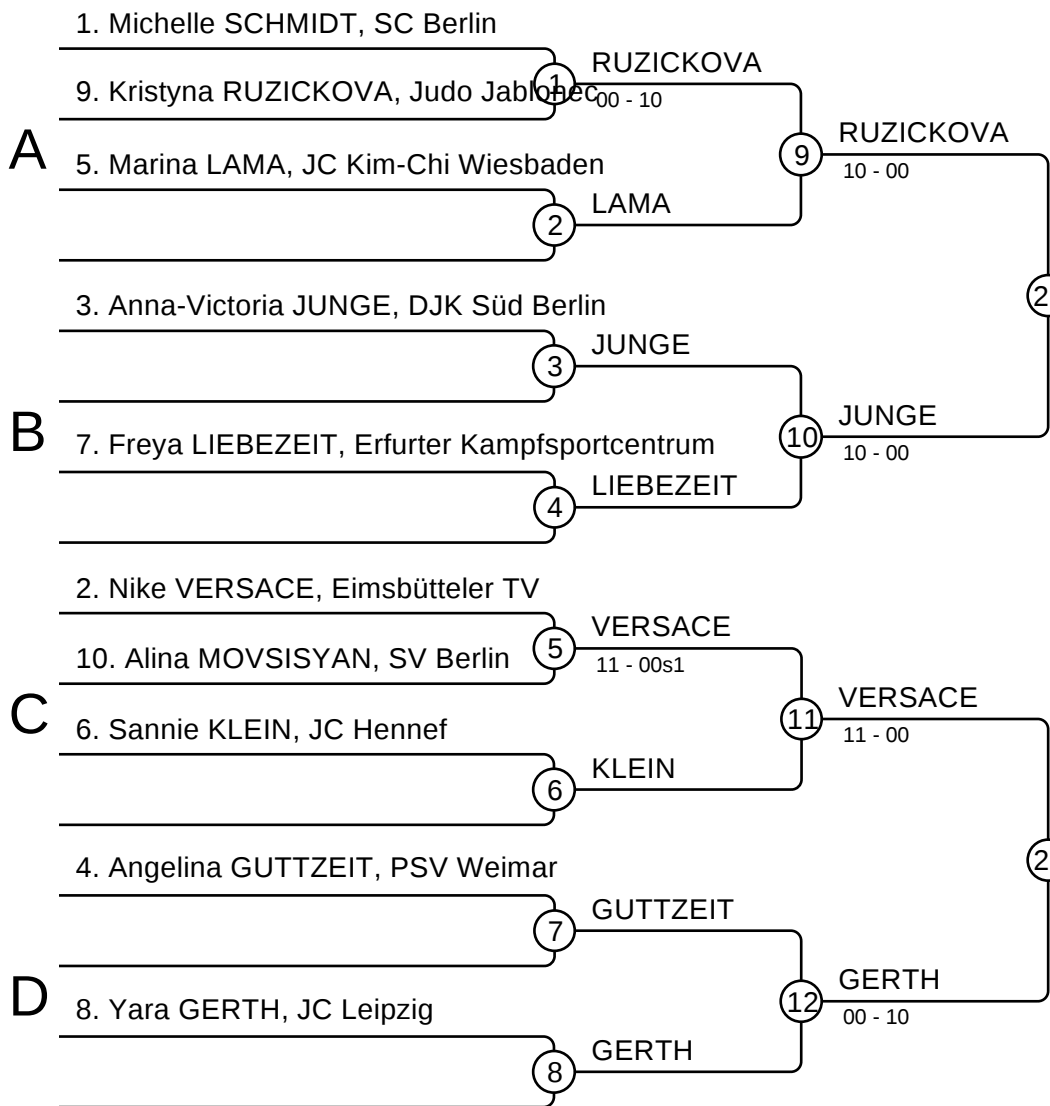 1. Michelle SCHMIDT, SC Berlin
RUZICKOVA
1
9. Kristyna RUZICKOVA, Judo Jablonec
00 - 10
RUZICKOVA
A
9
10 - 00
5. Marina LAMA, JC Kim-Chi Wiesbaden
LAMA
2
3. Anna-Victoria JUNGE, DJK Süd Berlin
2
JUNGE
3
JUNGE
B
10
10 - 00
7. Freya LIEBEZEIT, Erfurter Kampfsportcentrum
LIEBEZEIT
4
2. Nike VERSACE, Eimsbütteler TV
VERSACE
5
10. Alina MOVSISYAN, SV Berlin
11 - 00s1
VERSACE
C
11
11 - 00
6. Sannie KLEIN, JC Hennef
KLEIN
6
4. Angelina GUTTZEIT, PSV Weimar
2
GUTTZEIT
7
GERTH
D
12
00 - 10
8. Yara GERTH, JC Leipzig
GERTH
8